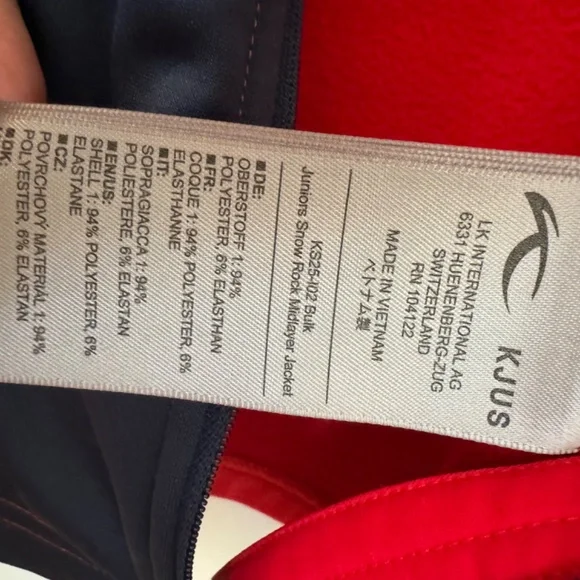 KJUS
LK INTERNATIONAL AG
6331 HUENENBERG-ZUG
SWITZERLAND
RN 104122
MADE IN VIETNAM
ベトナム製
KS25-I02 Bulk
Juniors Snow Rock Midlayer Jacket
■DE:
OBERSTOFF 1: 94%
POLYESTER, 6% ELASTHAN
■FR:
COQUE 1: 94% POLYESTER, 6%
ELASTHANNE
■IT:
SOPRAGIACCA 1: 94%
POLIESTERE, 6% ELASTAN
■EN/US:
SHELL 1: 94% POLYESTER, 6%
ELASTANE
■CZ:
POVRCHOVÝ MATERIÁL 1: 94%
POLYESTER, 6% ELASTAN
■DK: